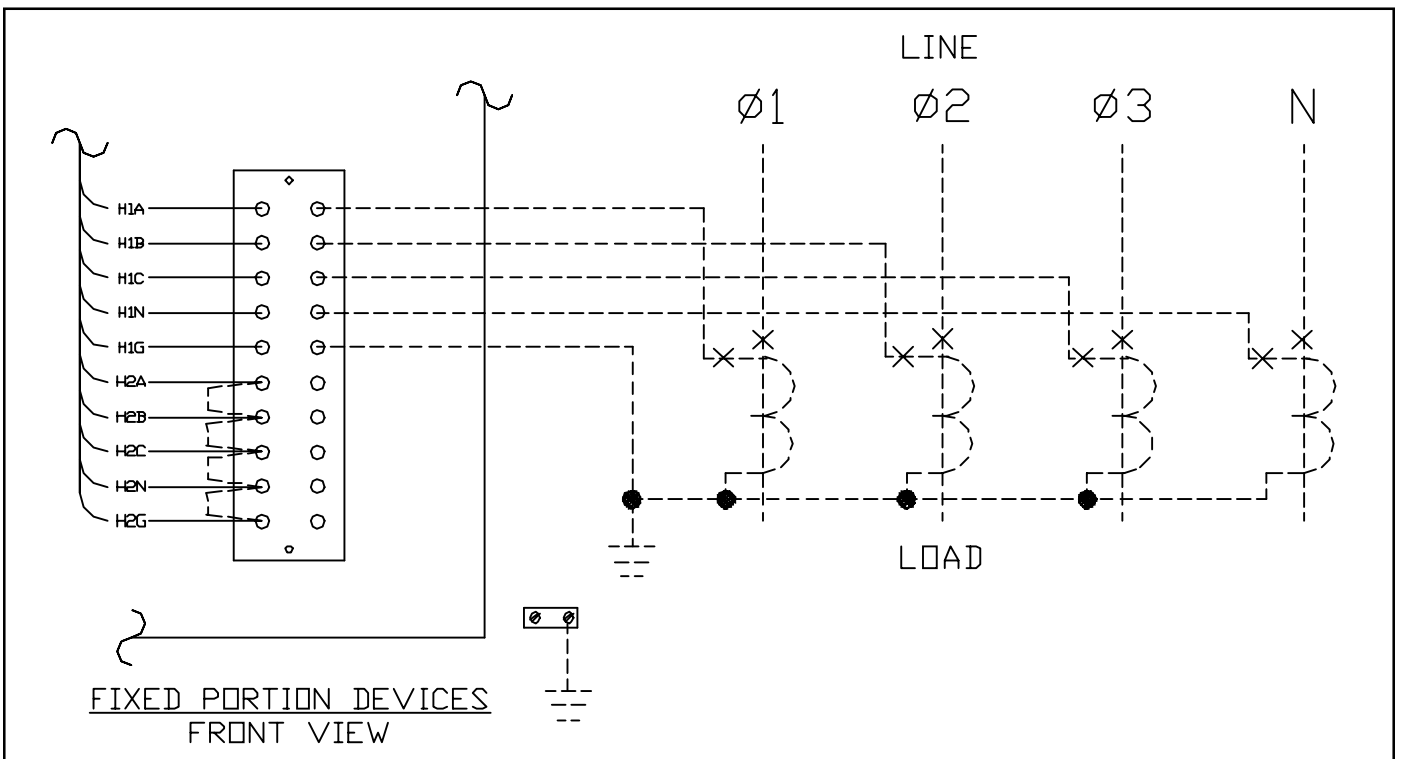 LINE
Ø1 Ø2 Ø3 N
H1A
H1B
H1C
H1N
H1G
H2A
H2B
H2C
H2N
H2G
LOAD
FIXED PORTION DEVICES
FRONT VIEW